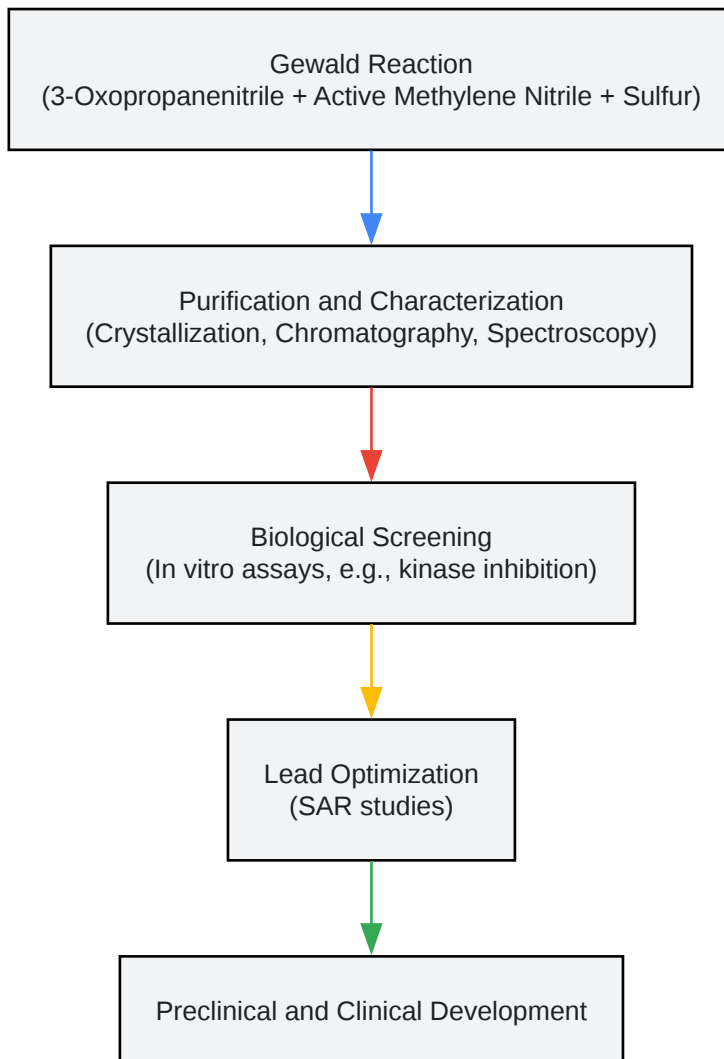 Gewald Reaction
(3-Oxopropanenitrile + Active Methylene Nitrile + Sulfur)
Purification and Characterization
(Crystallization, Chromatography, Spectroscopy)
Biological Screening
(In vitro assays, e.g., kinase inhibition)
Lead Optimization
(SAR studies)
Preclinical and Clinical Development